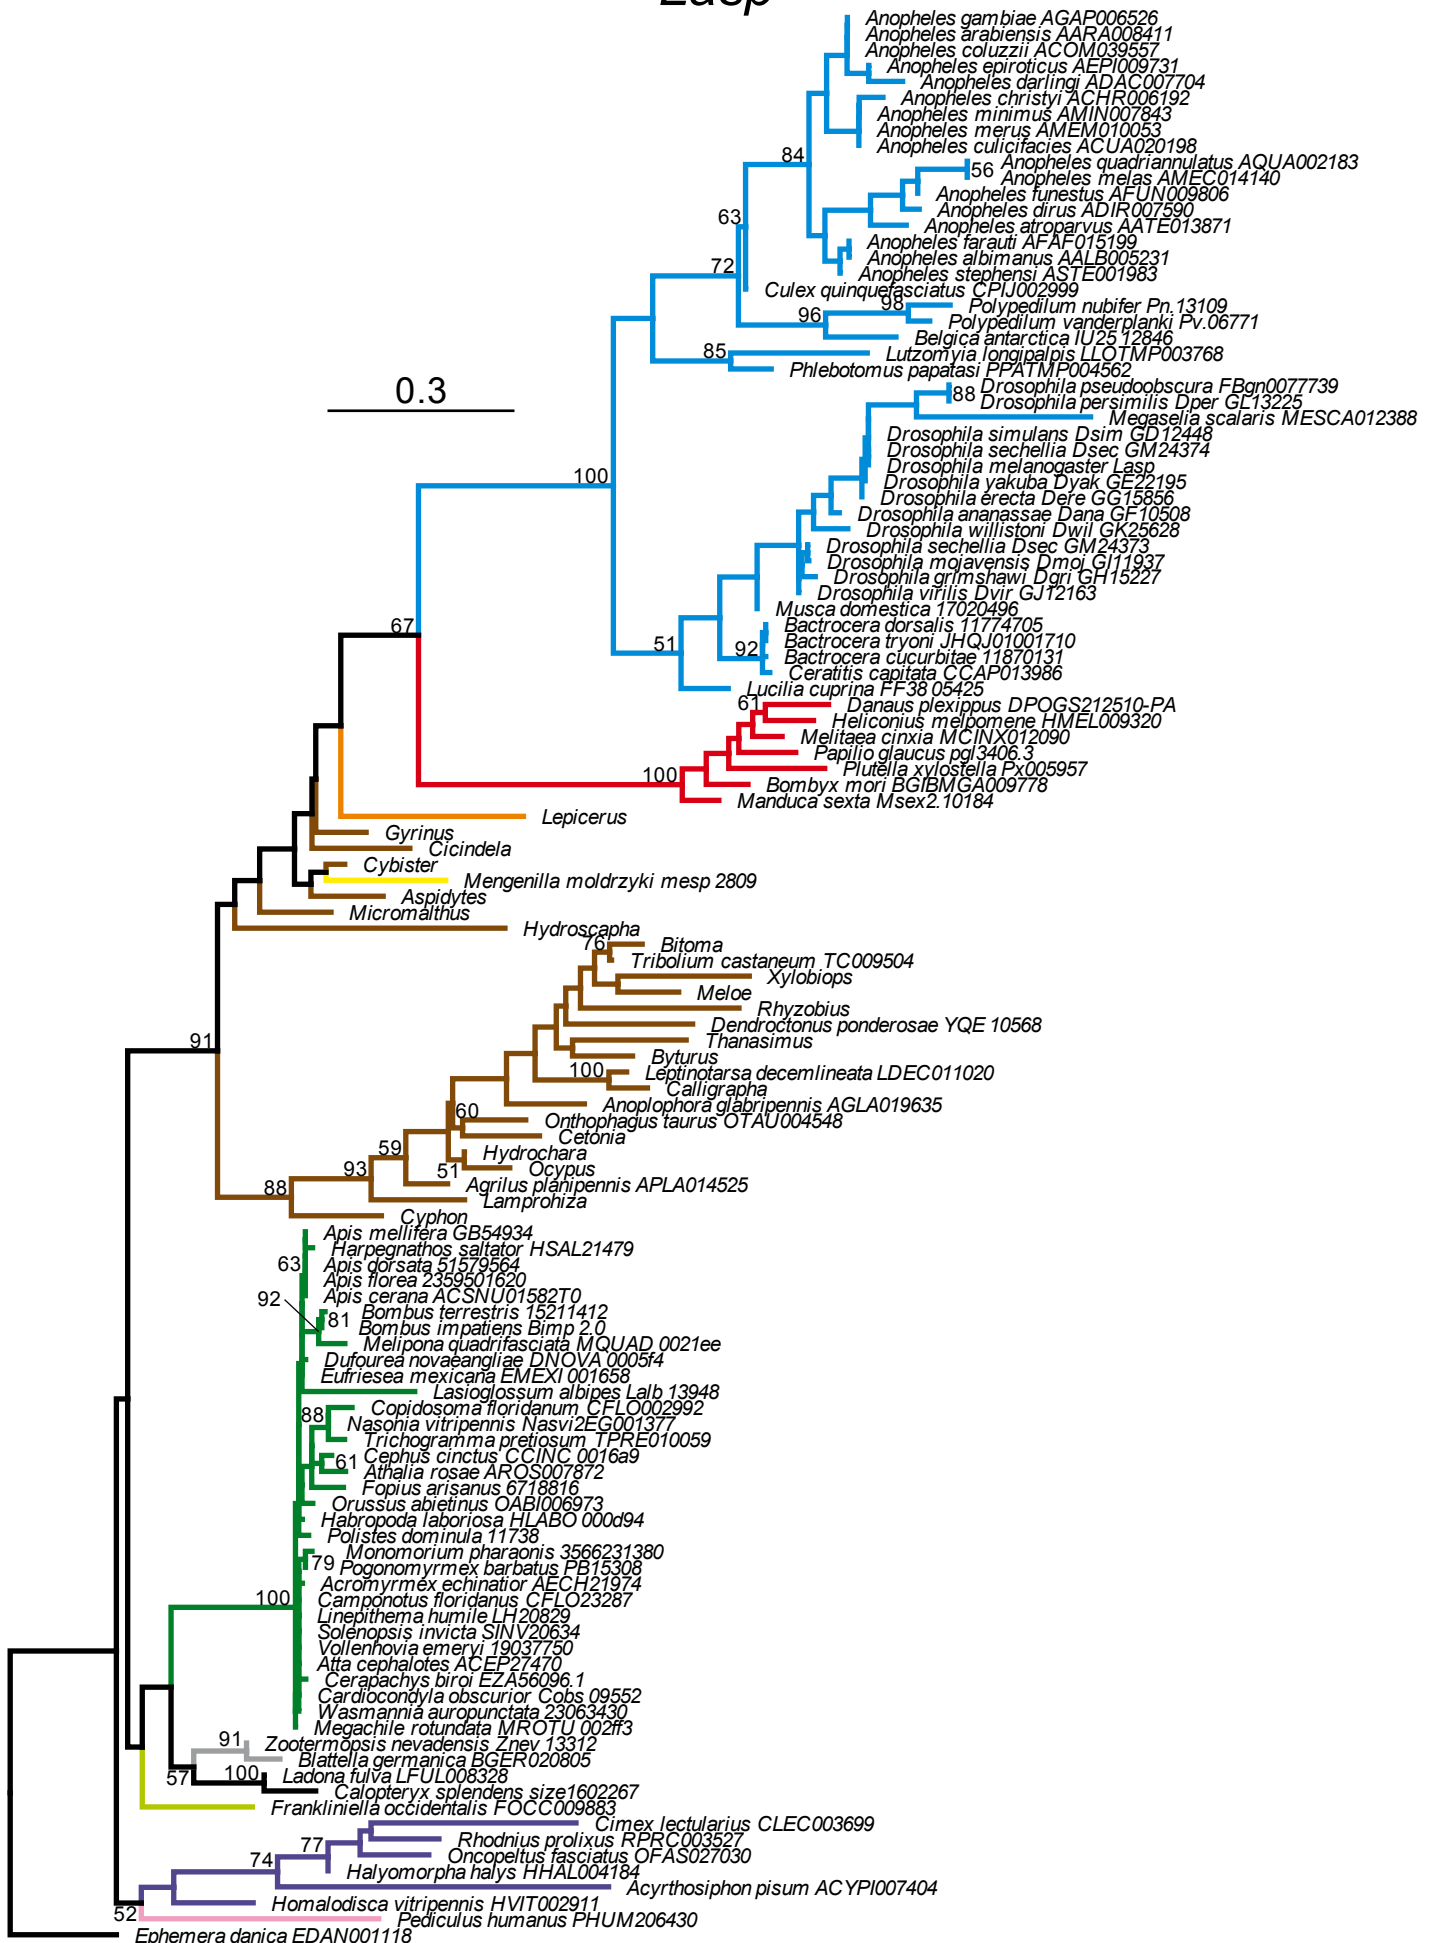 Lasp
Anopheles gambiae AGAP006526
Anopheles arabiensis AARA008411
Anopheles coluzzii ACOM039557
Anopheles epiroticus AEPI009731
Anopheles darlingi ADAC007704
Anopheles christyi ACHR006192
Anopheles minimus AMIN007843
Anopheles merus AMEM010053
Anopheles culicifacies ACUA020198
84
Anopheles quadriannulatus AQUA002183
56
Anopheles melas AMEC014140
Anopheles funestus AFUN009806
Anopheles dirus ADIR007590
63
Anopheles atroparvus AATE013871
Anopheles farauti AFAF015199
Anopheles albimanus AALB005231
72
Anopheles stephensi ASTE001983
Culex quinquefasciatus CPIJ002999
98
Polypedilum nubifer Pn.13109
96
Polypedilum vanderplanki Pv.06771
Belgica antarctica IU25 12846
85
Lutzomyia longipalpis LLOTMP003768
Phlebotomus papatasi PPATMP004562
0.3
Drosophila pseudoobscura FBgn0077739
88
Drosophila persimilis Dper GL13225
Megaselia scalaris MESCA012388
Drosophila simulans Dsim GD12448
Drosophila sechellia Dsec GM24374
Drosophila melanogaster Lasp
100
Drosophila yakuba Dyak GE22195
Drosophila erecta Dere GG15856
Drosophila ananassae Dana GF10508
Drosophila willistoni Dwil GK25628
Drosophila sechellia Dsec GM24373
Drosophila mojavensis Dmoj GI11937
Drosophila grimshawi Dgri GH15227
Drosophila virilis Dvir GJ12163
Musca domestica 17020496
67
Bactrocera dorsalis 11774705
Bactrocera tryoni JHQJ01001710
51
92
Bactrocera cucurbitae 11870131
Ceratitis capitata CCAP013986
Lucilia cuprina FF38 05425
61
Danaus plexippus DPOGS212510-PA
Heliconius melpomene HMEL009320
Melitaea cinxia MCINX012090
Papilio glaucus pgl3406.3
Plutella xylostella Px005957
100
Bombyx mori BGIBMGA009778
Manduca sexta Msex2.10184
Lepicerus
Gyrinus
Cicindela
Cybister
Mengenilla moldrzyki mesp 2809
Aspidytes
Micromalthus
Hydroscapha
76
Bitoma
Tribolium castaneum TC009504
Xylobiops
Meloe
Rhyzobius
Dendroctonus ponderosae YQE 10568
91
Thanasimus
Byturus
100
Leptinotarsa decemlineata LDEC011020
Calligrapha
Anoplophora glabripennis AGLA019635
60
Onthophagus taurus OTAU004548
Cetonia
59
Hydrochara
93
51
Ocypus
Agrilus planipennis APLA014525
88
Lamprohiza
Cyphon
Apis mellifera GB54934
Harpegnathos saltator HSAL21479
63
Apis dorsata 51579564
Apis florea 2359501620
92
Apis cerana ACSNU01582T0
Bombus terrestris 15211412
81
Bombus impatiens Bimp 2.0
Melipona quadrifasciata MQUAD 0021ee
Dufourea novaeangliae DNOVA 0005f4
Eufriesea mexicana EMEXI 001658
Lasioglossum albipes Lalb 13948
Copidosoma floridanum CFLO002992
88
Nasonia vitripennis Nasvi2EG001377
Trichogramma pretiosum TPRE010059
Cephus cinctus CCINC 0016a9
61
Athalia rosae AROS007872
Fopius arisanus 6718816
Orussus abietinus OABI006973
Habropoda laboriosa HLABO 000d94
Polistes dominula 11738
Monomorium pharaonis 3566231380
79
Pogonomyrmex barbatus PB15308
Acromyrmex echinatior AECH21974
100
Camponotus floridanus CFLO23287
Linepithema humile LH20829
Solenopsis invicta SINV20634
Vollenhovia emeryi 19037750
Atta cephalotes ACEP27470
Cerapachys biroi EZA56096.1
Cardiocondyla obscurior Cobs 09552
Wasmannia auropunctata 23063430
Megachile rotundata MROTU 002ff3
91
Zootermopsis nevadensis Znev 13312
Blattella germanica BGER020805
57
100
Ladona fulva LFUL008328
Calopteryx splendens size1602267
Frankliniella occidentalis FOCC009883
Cimex lectularius CLEC003699
77
Rhodnius prolixus RPRC003527
74
Oncopeltus fasciatus OFAS027030
Halyomorpha halys HHAL004184
Acyrthosiphon pisum ACYPI007404
Homalodisca vitripennis HVIT002911
52
Pediculus humanus PHUM206430
Ephemera danica EDAN001118